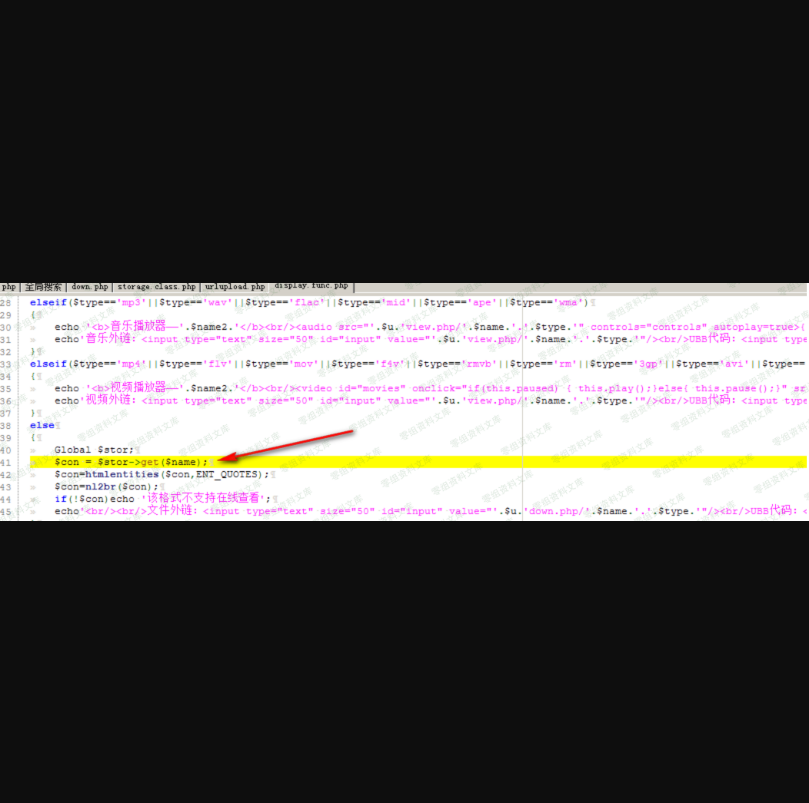 php | 全局搜索 | down.php | storage.class.php | urlupload.php | display.func.php |
28 elseif($type=='mp3'||$type=='wav'||$type=='flac'||$type=='mid'||$type=='ape'||$type=='wma')
29 {
30 echo '<b>音乐播放器——'.$name2.'</b><br/><audio src="'.$u.'view.php/'.$name.'.'.$type.'" controls="controls" autoplay=true>{
31 echo'音乐外链：<input type="text" size="50" id="input" value="'.$u.'view.php/'.$name.'.'.$type.'"/><br/>UBB代码：<input type
32 }
33 elseif($type=='mp4'||$type=='flv'||$type=='mov'||$type=='f4v'||$type=='rmvb'||$type=='rm'||$type=='3gp'||$type=='avi'||$type==
34 {
35 echo '<b>视频播放器——'.$name2.'</b><br/><video id="movies" onclick="if(this.paused) { this.play();}else{ this.pause();}" sr
36 echo'视频外链：<input type="text" size="50" id="input" value="'.$u.'view.php/'.$name.'.'.$type.'"/><br/>UBB代码：<input type
37 }
38 else
39 {
40 Global $stor;
41 $con = $stor->get($name);
42 $con=htmlentities($con,ENT_QUOTES);
43 $con=nl2br($con);
44 if(!$con)echo '该格式不支持在线查看';
45 echo'<br/><br/>文件外链：<input type="text" size="50" id="input" value="'.$u.'down.php/'.$name.'.'.$type.'"/><br/>UBB代码：<
零组资料文库